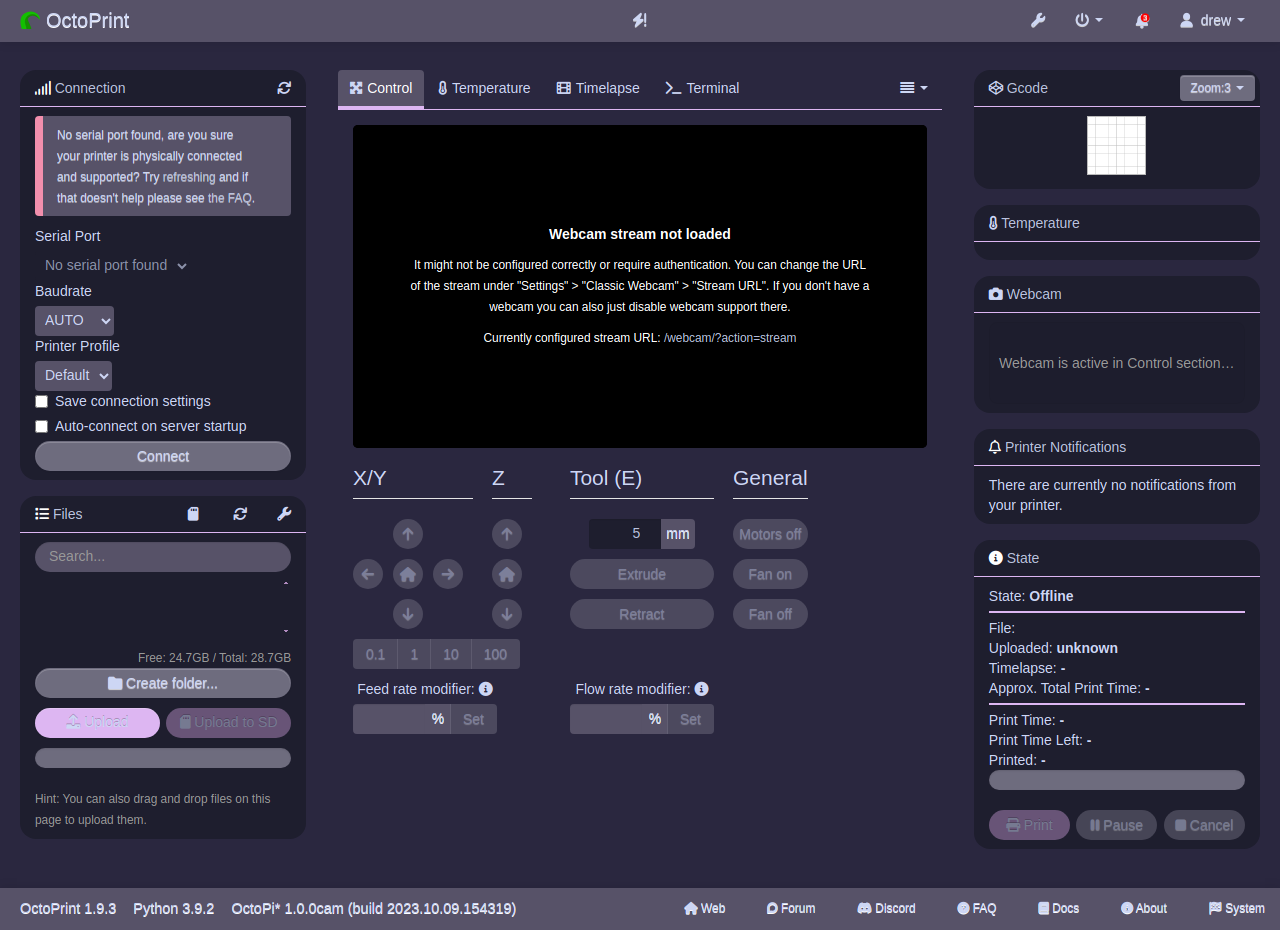 OctoPrint
3
drew
Connection
No serial port found, are you sure
your printer is physically connected
and supported? Try refreshing and if
that doesn't help please see the FAQ.
Serial Port
No serial port found
Baudrate
AUTO
Printer Profile
Default
Save connection settings
Auto-connect on server startup
Connect
Files
Search...
Free: 24.7GB / Total: 28.7GB
Create folder...
Upload
Upload to SD
Hint: You can also drag and drop files on this
page to upload them.
Control
Temperature
Timelapse
Terminal
Webcam stream not loaded
It might not be configured correctly or require authentication. You can change the URL
of the stream under "Settings" > "Classic Webcam" > "Stream URL". If you don't have a
webcam you can also just disable webcam support there.
Currently configured stream URL: /webcam/?action=stream
X/Y
Z
Tool (E)
General
5 mm
Motors off
Extrude
Fan on
Retract
Fan off
0.1 1 10 100
Feed rate modifier:
% Set
Flow rate modifier:
% Set
Gcode
Zoom:3
Temperature
Webcam
Webcam is active in Control section…
Printer Notifications
There are currently no notifications from
your printer.
State
State: Offline
File:
Uploaded: unknown
Timelapse: -
Approx. Total Print Time: -
Print Time: -
Print Time Left: -
Printed: -
Print
Pause
Cancel
OctoPrint 1.9.3 Python 3.9.2 OctoPi* 1.0.0cam (build 2023.10.09.154319)
Web Forum Discord FAQ Docs About System